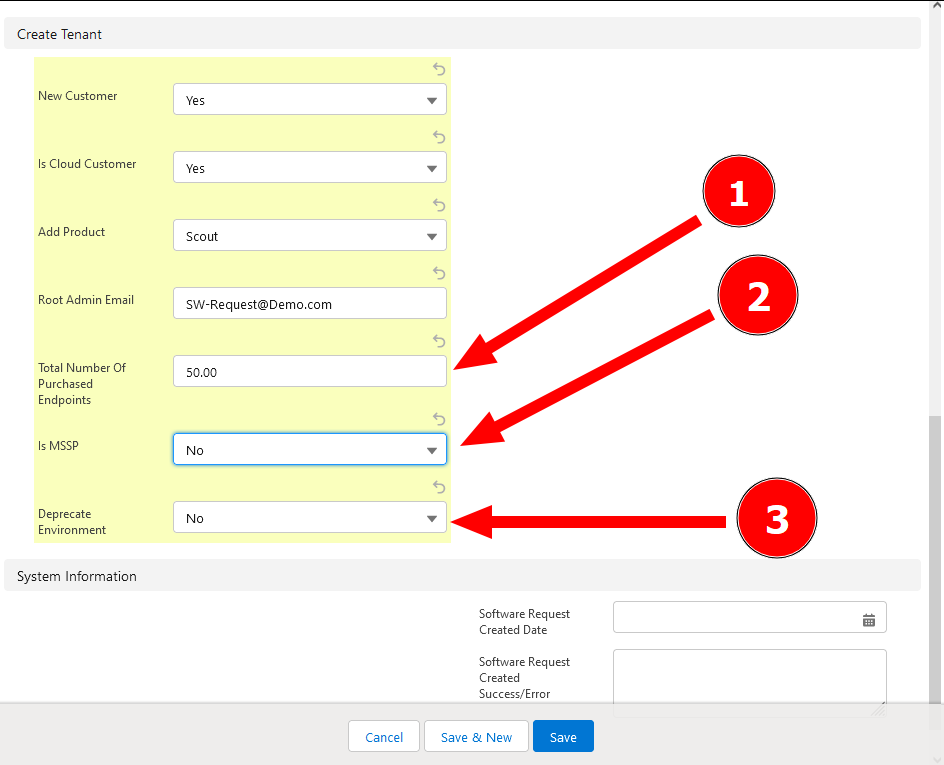 Create Tenant
New Customer
Yes
Is Cloud Customer
Yes
Add Product
Scout
Root Admin Email
SW-Request@Demo.com
Total Number Of
Purchased
Endpoints
50.00
Is MSSP
No
Deprecate
Environment
No
1
2
3
System Information
Software Request
Created Date
Software Request
Created
Success/Error
Cancel
Save & New
Save